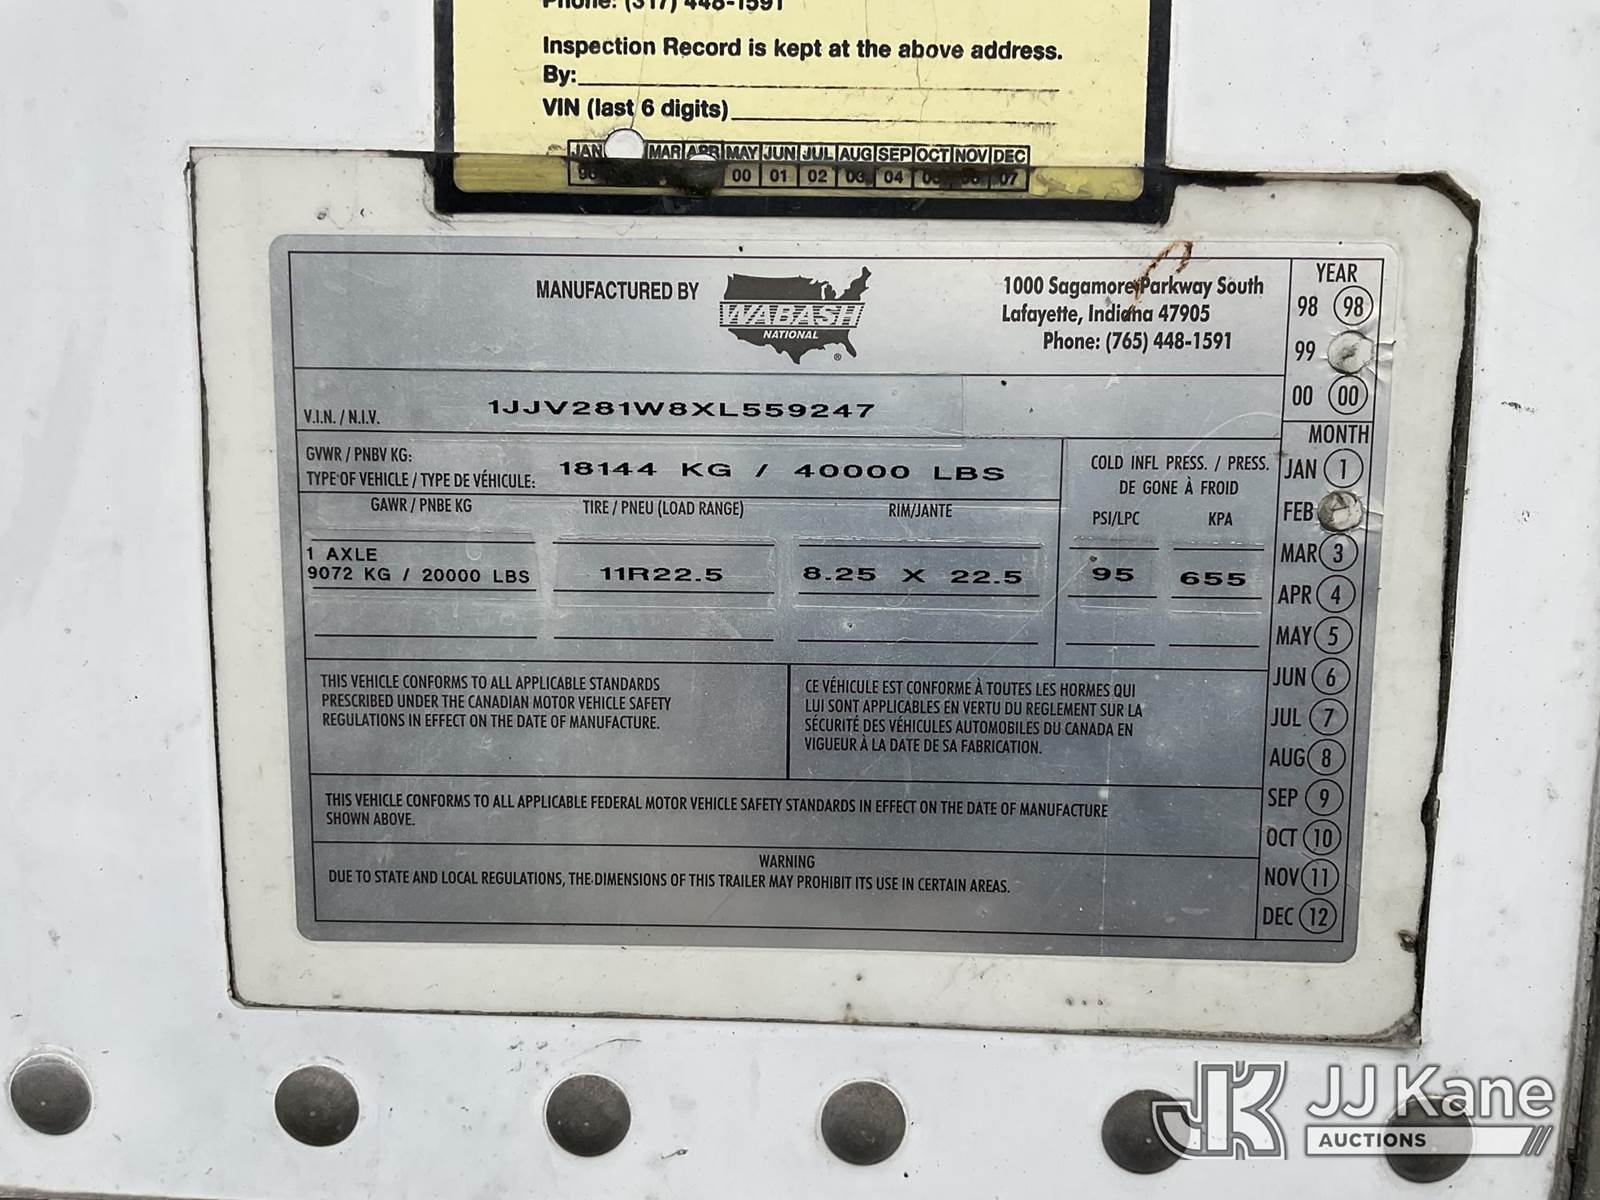 Phone: (317) 448-1591
Inspection Record is kept at the above address.
By:
VIN (last 6 digits)
JAN MAR APR MAY JUN JUL AUG SEP OCT NOV DEC
00 01 02 03 04 07
MANUFACTURED BY
WABASH
NATIONAL
®
1000 Sagamore Parkway South
Lafayette, Indiana 47905
Phone: (765) 448-1591
V.I.N. / N.I.V. 1JJV281W8XL559247
GVWR / PNBV KG:
TYPE OF VEHICLE / TYPE DE VÉHICULE: 18144 KG / 40000 LBS
COLD INFL PRESS. / PRESS.
DE GONE À FROID
GAWR / PNBE KG TIRE / PNEU (LOAD RANGE) RIM/JANTE PSI/LPC KPA
1 AXLE
9072 KG / 20000 LBS 11R22.5 8.25 X 22.5 95 655
THIS VEHICLE CONFORMS TO ALL APPLICABLE STANDARDS
PRESCRIBED UNDER THE CANADIAN MOTOR VEHICLE SAFETY
REGULATIONS IN EFFECT ON THE DATE OF MANUFACTURE.
CE VÉHICULE EST CONFORME À TOUTES LES HORMES QUI
LUI SONT APPLICABLES EN VERTU DU REGLEMENT SUR LA
SÉCURITÉ DES VÉHICULES AUTOMOBILES DU CANADA EN
VIGUEUR À LA DATE DE SA FABRICATION.
THIS VEHICLE CONFORMS TO ALL APPLICABLE FEDERAL MOTOR VEHICLE SAFETY STANDARDS IN EFFECT ON THE DATE OF MANUFACTURE
SHOWN ABOVE.
WARNING
DUE TO STATE AND LOCAL REGULATIONS, THE DIMENSIONS OF THIS TRAILER MAY PROHIBIT ITS USE IN CERTAIN AREAS.
YEAR
98 98
99
00 00
MONTH
JAN 1
FEB
MAR 3
APR 4
MAY 5
JUN 6
JUL 7
AUG 8
SEP 9
OCT 10
NOV 11
DEC 12
JK JJ Kane
AUCTIONS